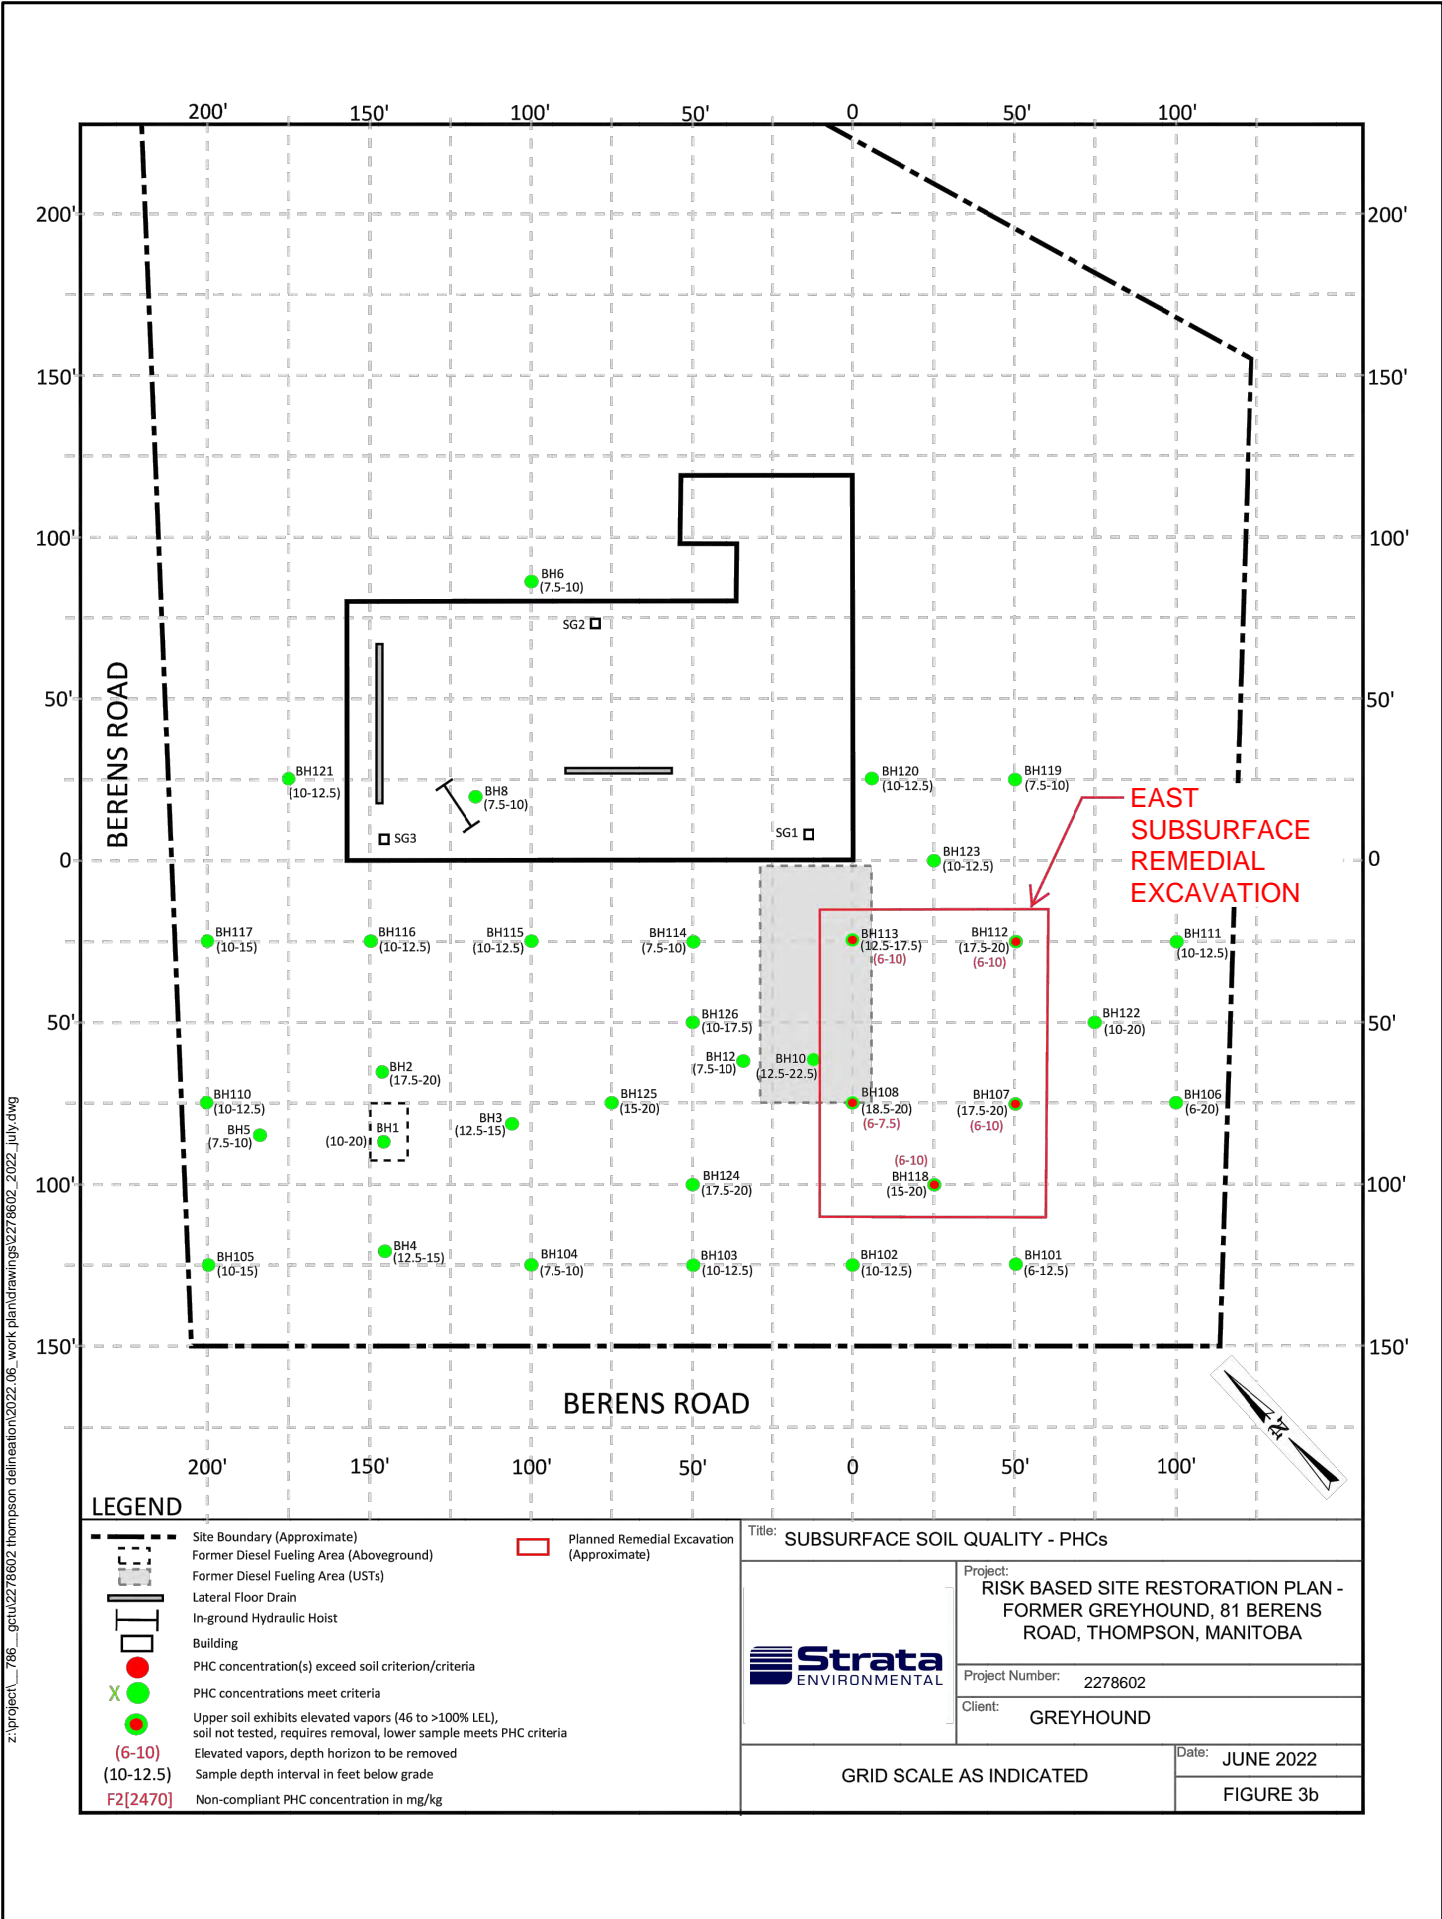 200' 150' 100' 50' 0 50' 100'
200' 200'
150' 150'
100' 100'
BH6
(7.5-10)
SG2
BERENS ROAD
50' 50'
BH121
(10-12.5)
BH8
(7.5-10)
BH120
(10-12.5)
BH119
(7.5-10)
EAST
SUBSURFACE
REMEDIAL
EXCAVATION
SG3
SG1
BH123
(10-12.5)
0 0
BH117
(10-15)
BH116
(10-12.5)
BH115
(10-12.5)
BH114
(7.5-10)
BH113
(12.5-17.5)
(6-10)
BH112
(17.5-20)
(6-10)
BH111
(10-12.5)
50' 50'
BH126
(10-17.5)
BH122
(10-20)
BH12
(7.5-10)
BH10
(12.5-22.5)
BH2
(17.5-20)
BH110
(10-12.5)
BH5
(7.5-10)
BH1
(10-20)
BH3
(12.5-15)
BH125
(15-20)
BH108
(18.5-20)
(6-7.5)
BH107
(17.5-20)
(6-10)
BH106
(6-20)
100' 100'
BH124
(17.5-20)
(6-10)
BH118
(15-20)
BH105
(10-15)
BH4
(12.5-15)
BH104
(7.5-10)
BH103
(10-12.5)
BH102
(10-12.5)
BH101
(6-12.5)
150' 150'
BERENS ROAD
N
200' 150' 100' 50' 0 50' 100'
z:\project\__786__gctu\2278602 thompson delineation\2022.06_work plan\drawings\2278602_2022_july.dwg
LEGEND
Site Boundary (Approximate)
Former Diesel Fueling Area (Aboveground)
Former Diesel Fueling Area (USTs)
Lateral Floor Drain
In-ground Hydraulic Hoist
Building
PHC concentration(s) exceed soil criterion/criteria
X PHC concentrations meet criteria
Upper soil exhibits elevated vapors (46 to >100% LEL),
soil not tested, requires removal, lower sample meets PHC criteria
(6-10) Elevated vapors, depth horizon to be removed
(10-12.5) Sample depth interval in feet below grade
F2[2470] Non-compliant PHC concentration in mg/kg
Planned Remedial Excavation
(Approximate)
Title: SUBSURFACE SOIL QUALITY - PHCs
Strata
ENVIRONMENTAL
Project:
RISK BASED SITE RESTORATION PLAN -
FORMER GREYHOUND, 81 BERENS
ROAD, THOMPSON, MANITOBA
Project Number: 2278602
Client:
GREYHOUND
GRID SCALE AS INDICATED
Date: JUNE 2022
FIGURE 3b